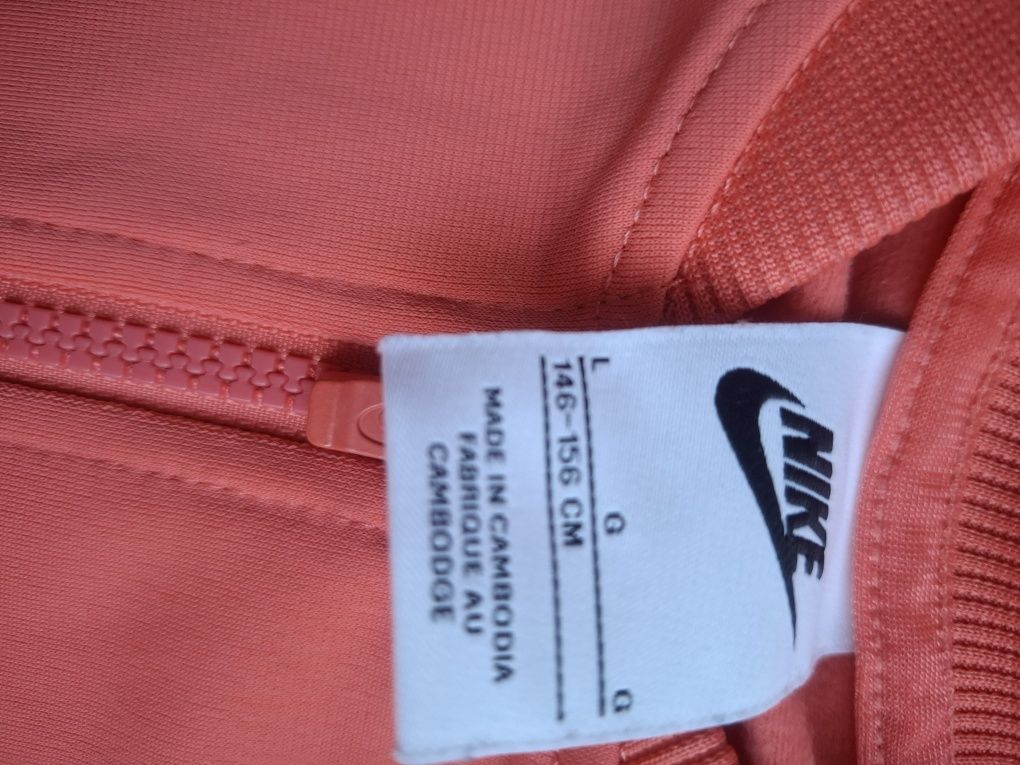 NIKE
L G G
146-156 CM
MADE IN CAMBODIA
FABRIQUE AU
CAMBODGE